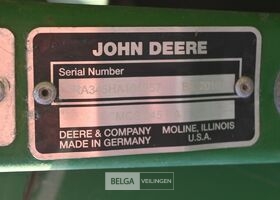 JOHN DEERE
Serial Number
DEERE & COMPANY MOLINE, ILLINOIS
MADE IN GERMANY U.S.A.
BELGA VEILINGEN